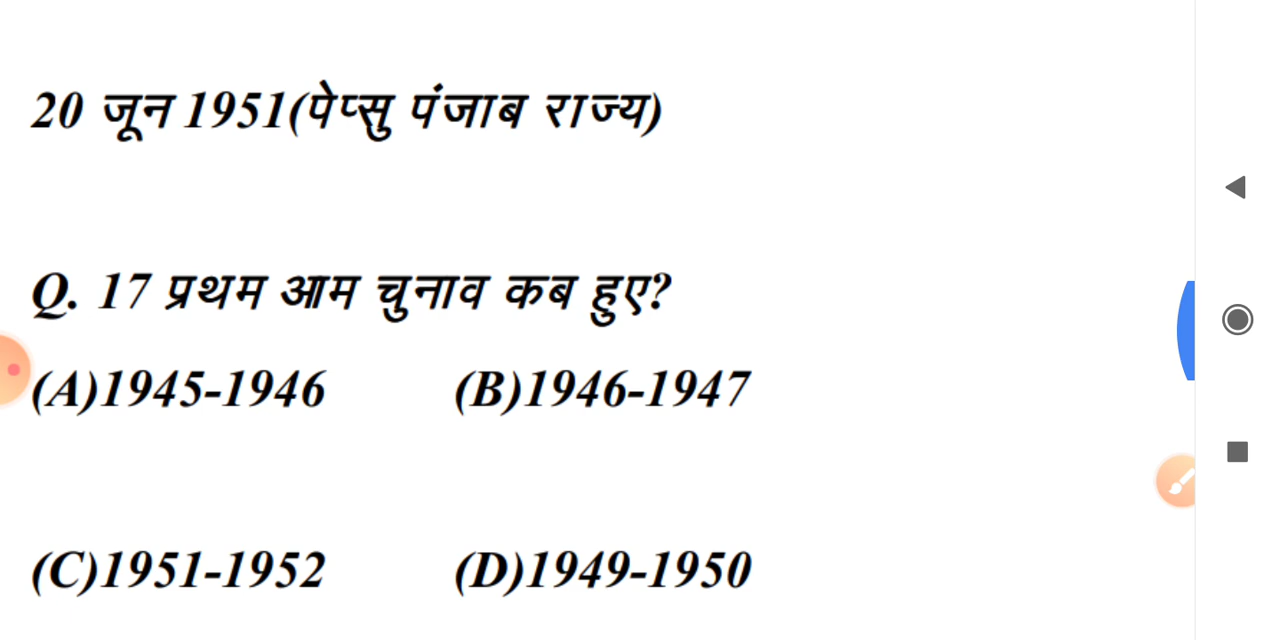 20 जून 1951(पेप्सु पंजाब राज्य)
Q. 17 प्रथम आम चुनाव कब हुए?
(A)1945-1946 (B)1946-1947
(C)1951-1952 (D)1949-1950